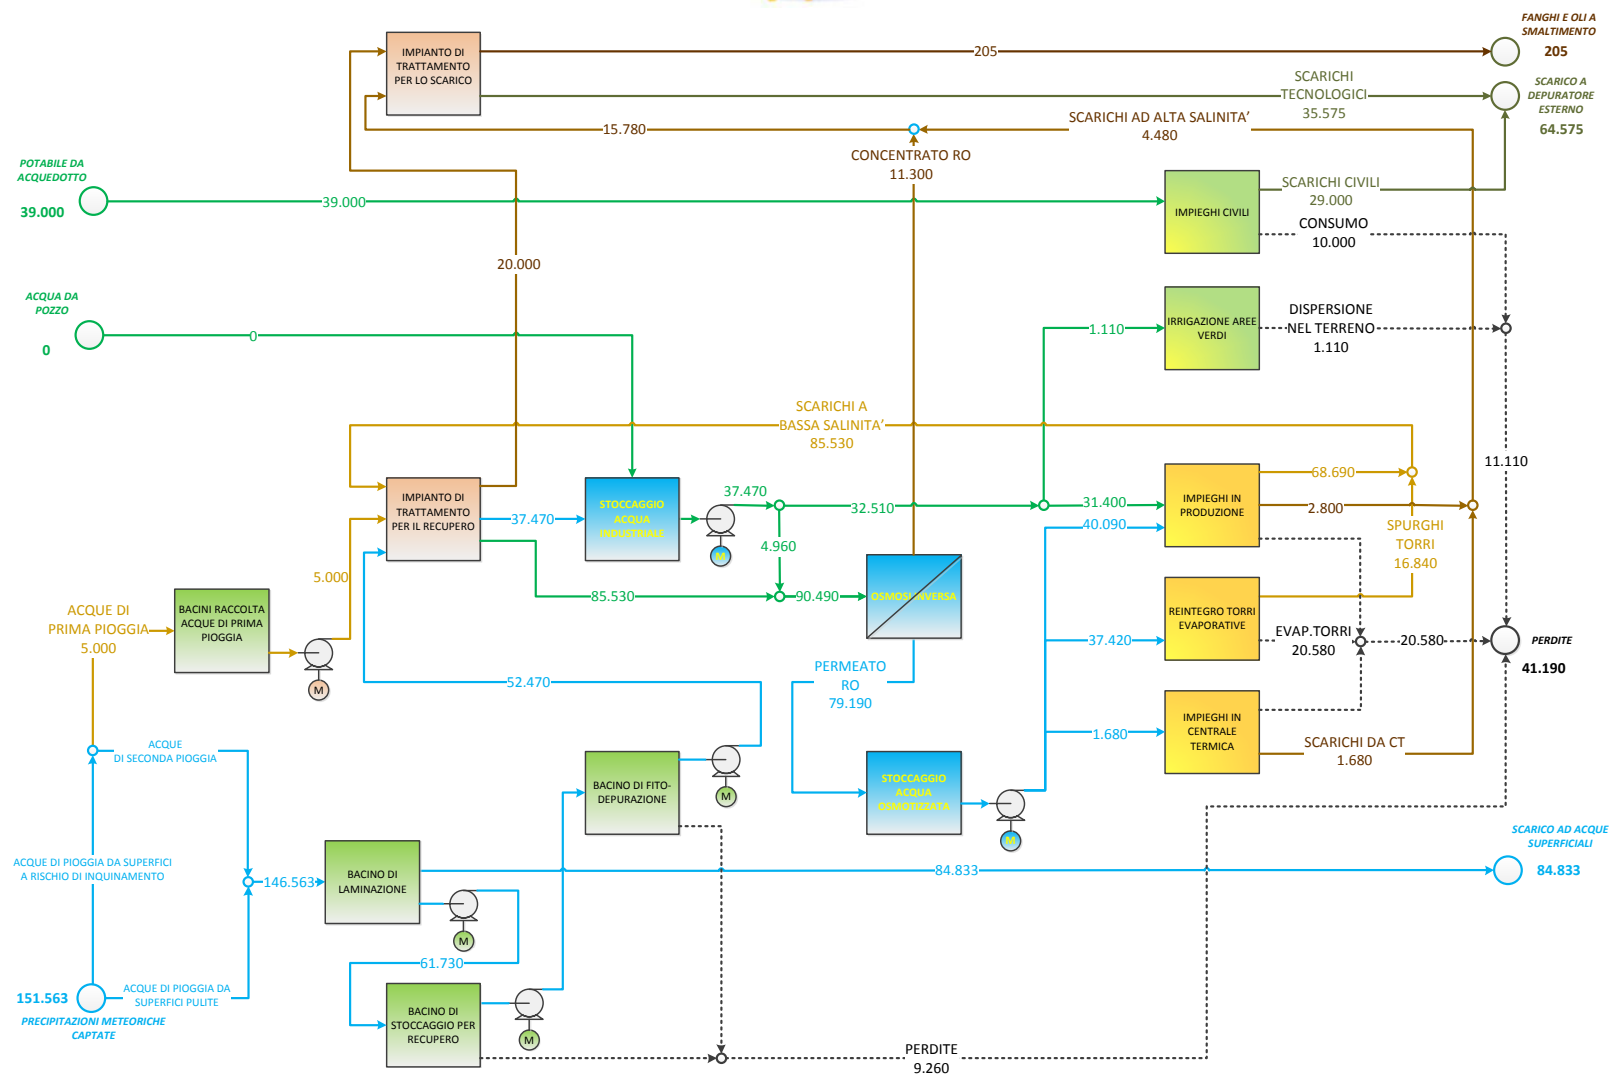 FANGHI E OLI A
SMALTIMENTO
205
IMPIANTO DI
TRATTAMENTO
PER LO SCARICO
205
SCARICHI
TECNOLOGICI
35.575
SCARICO A
DEPURATORE
ESTERNO
64.575
15.780
SCARICHI AD ALTA SALINITA'
4.480
CONCENTRATO RO
11.300
POTABILE DA
ACQUEDOTTO
39.000
39.000
IMPIEGHI CIVILI
SCARICHI CIVILI
29.000
CONSUMO
10.000
20.000
ACQUA DA
POZZO
0
0
1.110
IRRIGAZIONE AREE
VERDI
DISPERSIONE
NEL TERRENO
1.110
SCARICHI A
BASSA SALINITA'
85.530
11.110
IMPIANTO DI
TRATTAMENTO
PER IL RECUPERO
37.470
STOCCAGGIO
ACQUA
INDUSTRIALE
M
37.470
32.510
4.960
31.400
40.090
IMPIEGHI IN
PRODUZIONE
68.690
2.800
SPURGHI
TORRI
16.840
5.000
85.530
90.490
OSMOSI INVERSA
ACQUE DI
PRIMA PIOGGIA
5.000
BACINI RACCOLTA
ACQUE DI PRIMA
PIOGGIA
M
37.420
REINTEGRO TORRI
EVAPORATIVE
EVAP.TORRI
20.580
20.580
PERDITE
41.190
52.470
PERMEATO
RO
79.190
1.680
IMPIEGHI IN
CENTRALE
TERMICA
SCARICHI DA CT
1.680
ACQUE
DI SECONDA PIOGGIA
BACINO DI FITO-
DEPURAZIONE
M
STOCCAGGIO
ACQUA
OSMOTIZZATA
M
SCARICO AD ACQUE
SUPERFICIALI
84.833
84.833
ACQUE DI PIOGGIA DA SUPERFICI
A RISCHIO DI INQUINAMENTO
146.563
BACINO DI
LAMINAZIONE
M
61.730
151.563
ACQUE DI PIOGGIA DA
SUPERFICI PULITE
PRECIPITAZIONI METEORICHE
CAPTATE
BACINO DI
STOCCAGGIO PER
RECUPERO
M
PERDITE
9.260